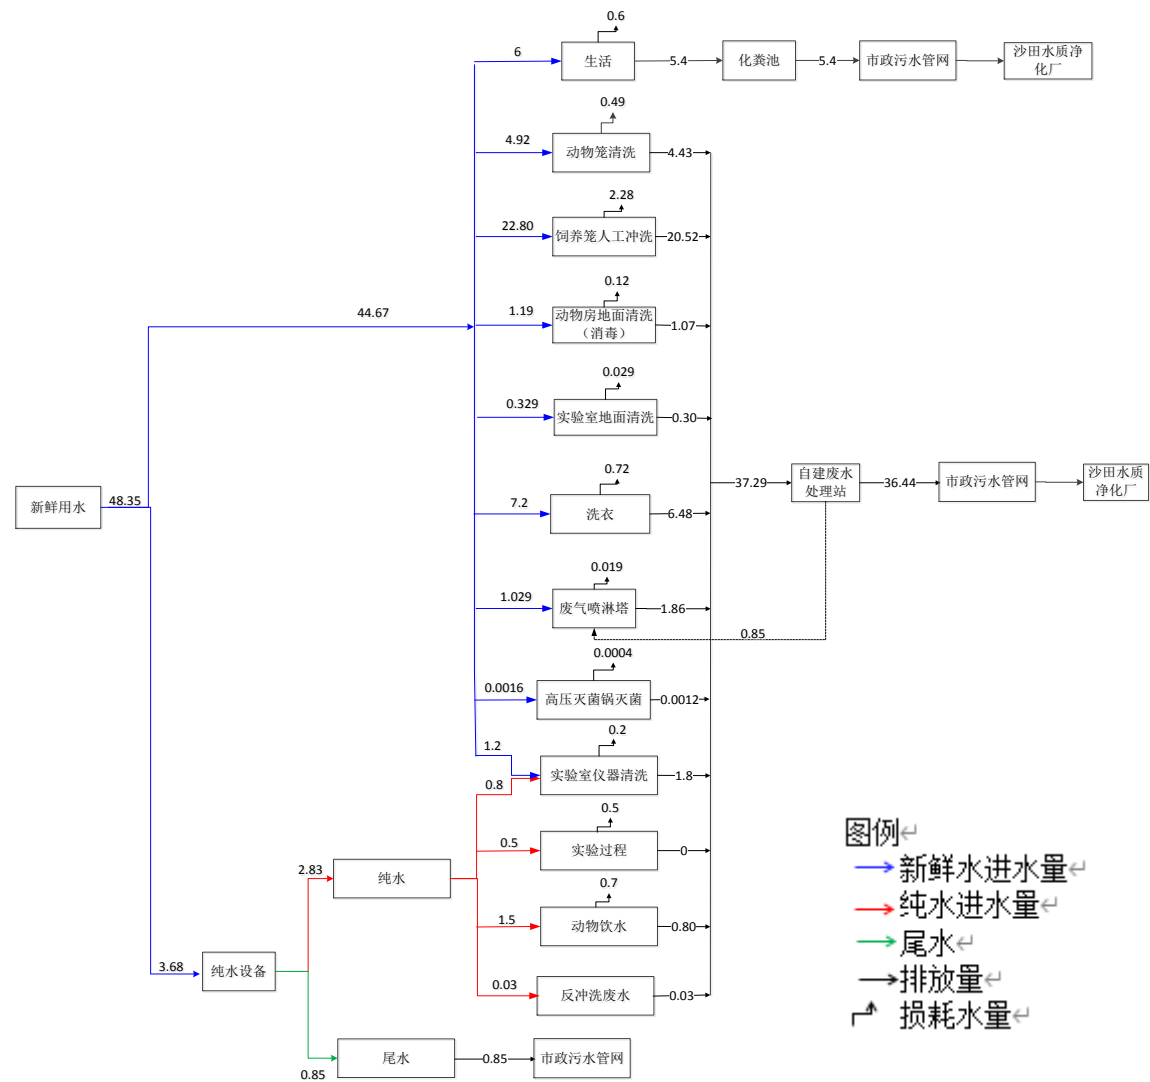 0.6
6
生活
5.4
化粪池
5.4
市政污水管网
沙田水质净
化厂
0.49
4.92
动物笼清洗
4.43
2.28
22.80
饲养笼人工冲洗
20.52
0.12
44.67
1.19
动物房地面清洗
（消毒）
1.07
0.029
0.329
实验室地面清洗
0.30
新鲜用水
48.35
0.72
7.2
洗衣
6.48
37.29
自建废水
处理站
36.44
市政污水管网
沙田水质
净化厂
0.019
1.029
废气喷淋塔
1.86
0.85
0.0004
0.0016
高压灭菌锅灭菌
0.0012
0.2
1.2
实验室仪器清洗
1.8
0.8
0.5
0.5
实验过程
0
2.83
纯水
0.7
1.5
动物饮水
0.80
3.68
纯水设备
0.03
反冲洗废水
0.03
尾水
0.85
市政污水管网
0.85
图例
新鲜水进水量
纯水进水量
尾水
排放量
损耗水量